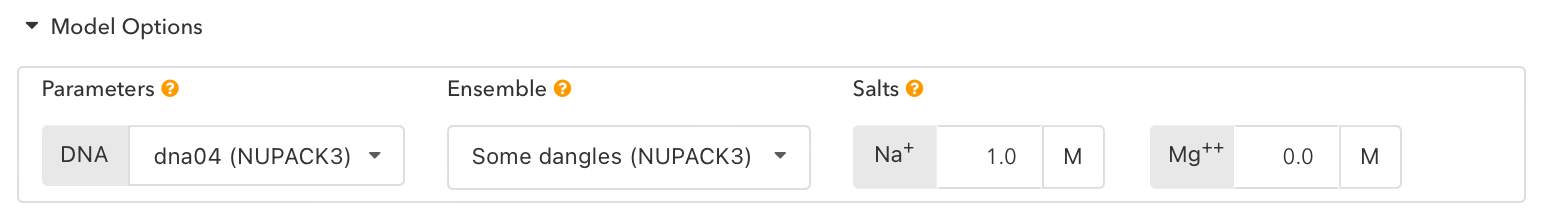 Model Options
Parameters ?
Ensemble ?
Salts ?
DNA dna04 (NUPACK3)
Some dangles (NUPACK3)
Na+ 1.0 M
Mg++ 0.0 M